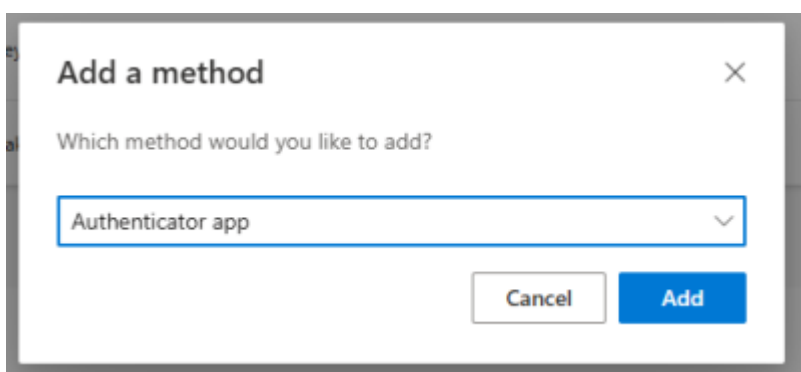 Add a method
Which method would you like to add?
Authenticator app
Cancel
Add